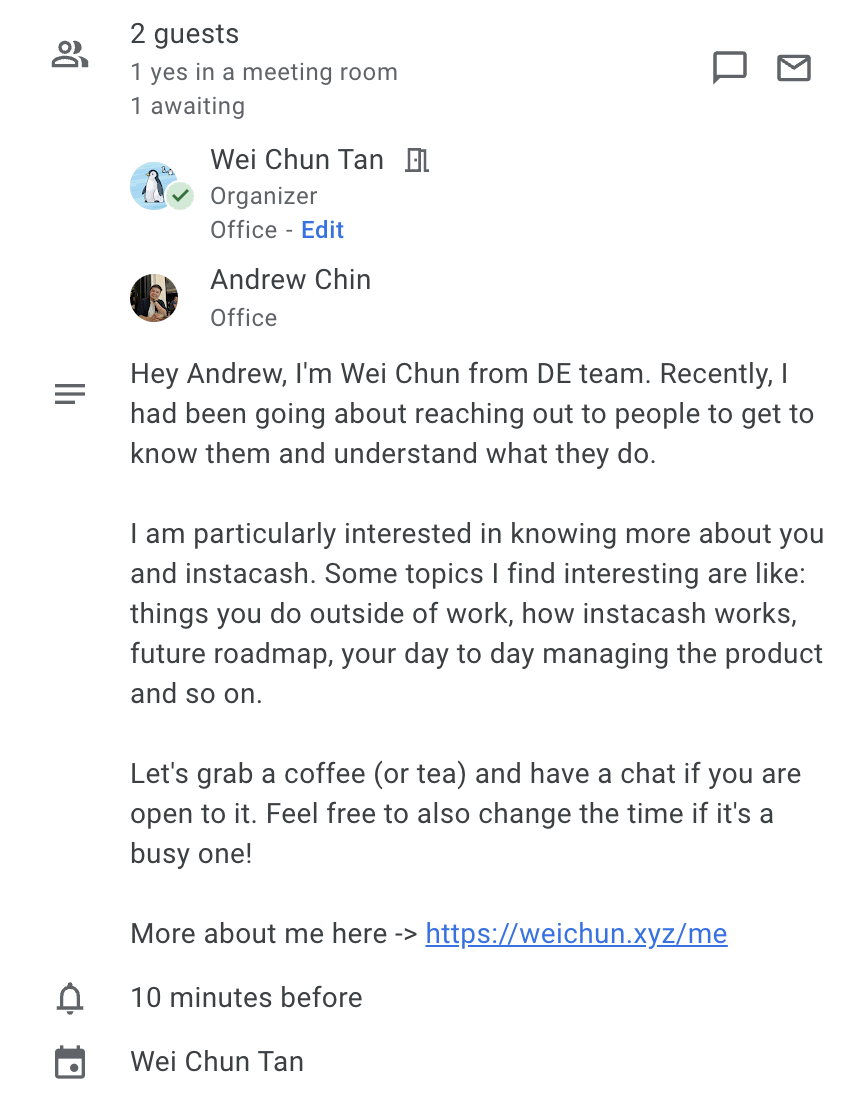 2 guests
1 yes in a meeting room
1 awaiting
Wei Chun Tan
Organizer
Office - Edit
Andrew Chin
Office
Hey Andrew, I'm Wei Chun from DE team. Recently, I
had been going about reaching out to people to get to
know them and understand what they do.
I am particularly interested in knowing more about you
and instacash. Some topics I find interesting are like:
things you do outside of work, how instacash works,
future roadmap, your day to day managing the product
and so on.
Let's grab a coffee (or tea) and have a chat if you are
open to it. Feel free to also change the time if it's a
busy one!
More about me here -> https://weichun.xyz/me
10 minutes before
Wei Chun Tan